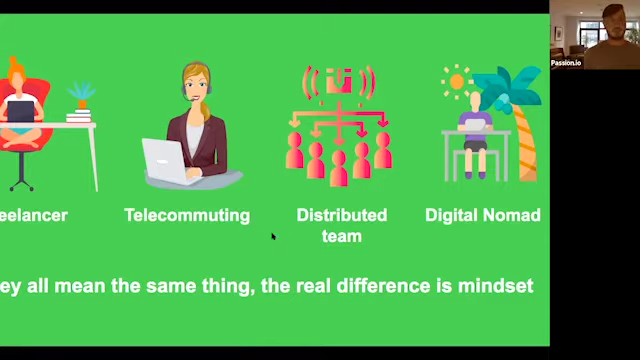 Passion.io
eelancer
Telecommuting
Distributed
team
Digital Nomad
ey all mean the same thing, the real difference is mindset